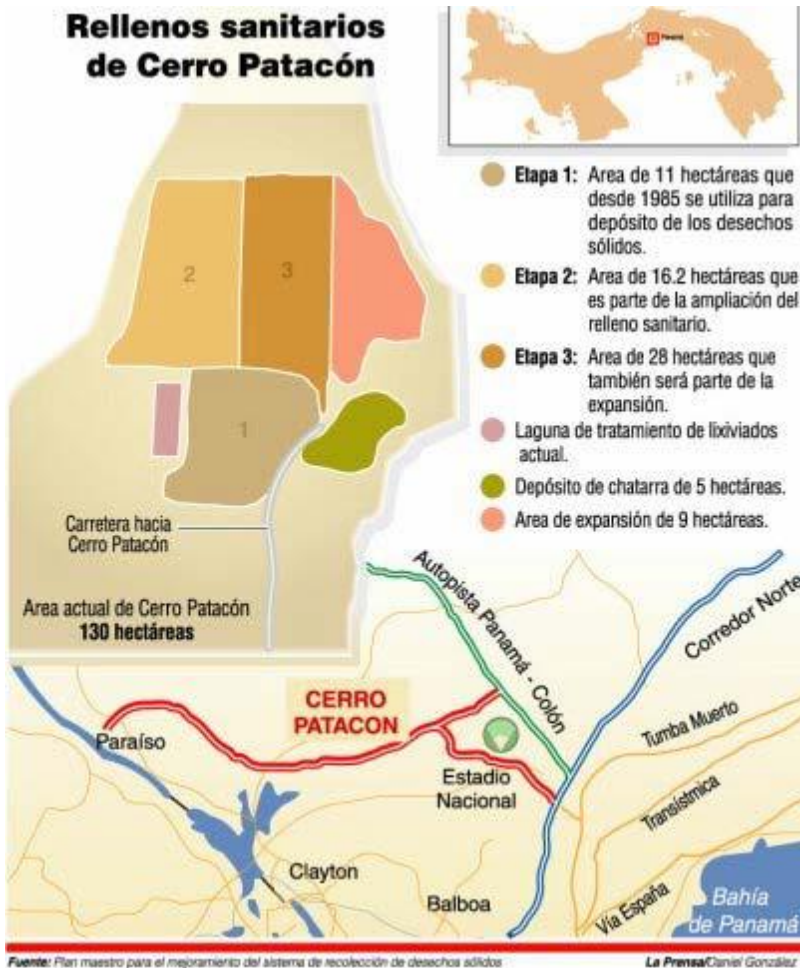 Rellenos sanitarios
de Cerro Patacón
Panamá
Etapa 1: Area de 11 hectáreas que
desde 1985 se utiliza para
depósito de los desechos
sólidos.
Etapa 2: Area de 16.2 hectáreas que
es parte de la ampliación del
relleno sanitario.
Etapa 3: Area de 28 hectáreas que
también será parte de la
expansión.
Laguna de tratamiento de lixiviados
actual.
Depósito de chatarra de 5 hectáreas.
Area de expansión de 9 hectáreas.
2
3
1
Carretera hacia
Cerro Patacón
Area actual de Cerro Patacón
130 hectáreas
Autopista Panamá - Colón
Corredor Norte
CERRO
PATACON
Paraíso
Estadio
Nacional
Tumba Muerto
Transístmica
Clayton
Balboa
Vía España
Bahía
de Panamá
Fuente: Plan maestro para el mejoramiento del sistema de recolección de desechos sólidos
La Prensa/Daniel González